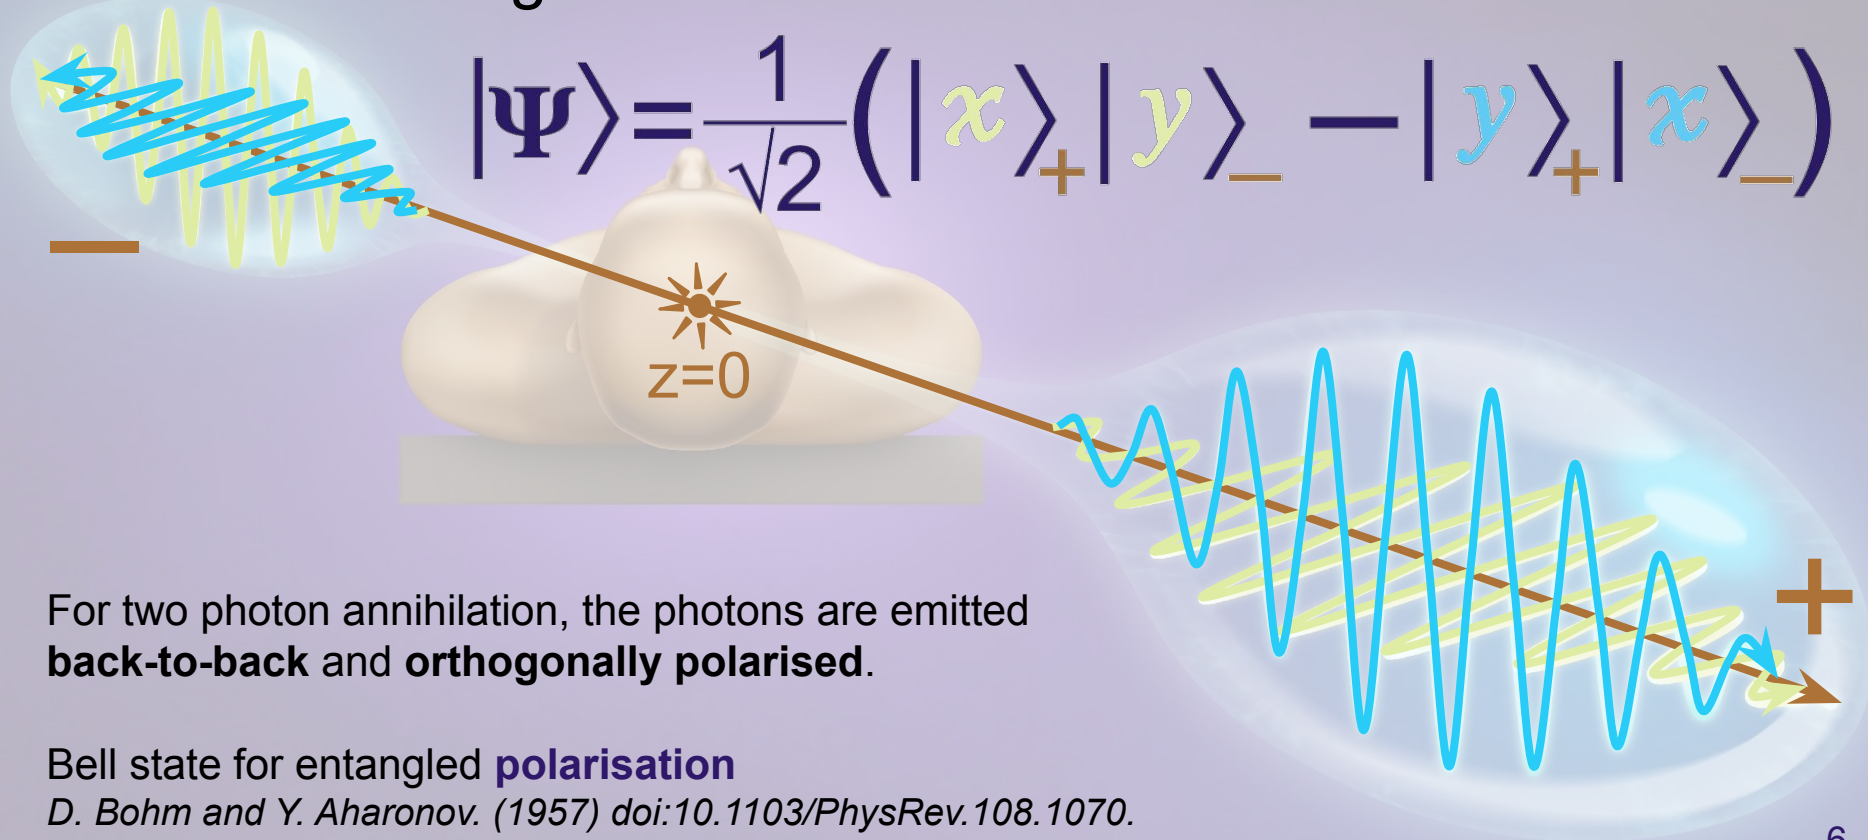 |Ψ⟩=1/√2(|x⟩₊|y⟩₋ − |y⟩₊|x⟩₋)
−
z=0
+
For two photon annihilation, the photons are emitted
back-to-back and orthogonally polarised.
Bell state for entangled polarisation
D. Bohm and Y. Aharonov. (1957) doi:10.1103/PhysRev.108.1070.
6